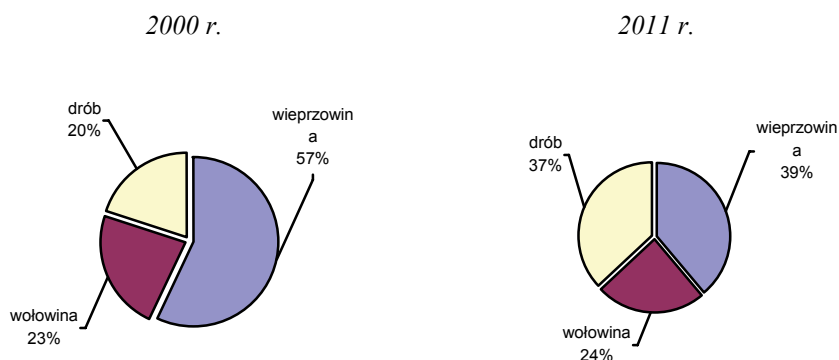 2000 r.
2011 r.
drób
20%
wieprzowin
a
57%
wołowina
23%
drób
37%
wieprzowin
a
39%
wołowina
24%